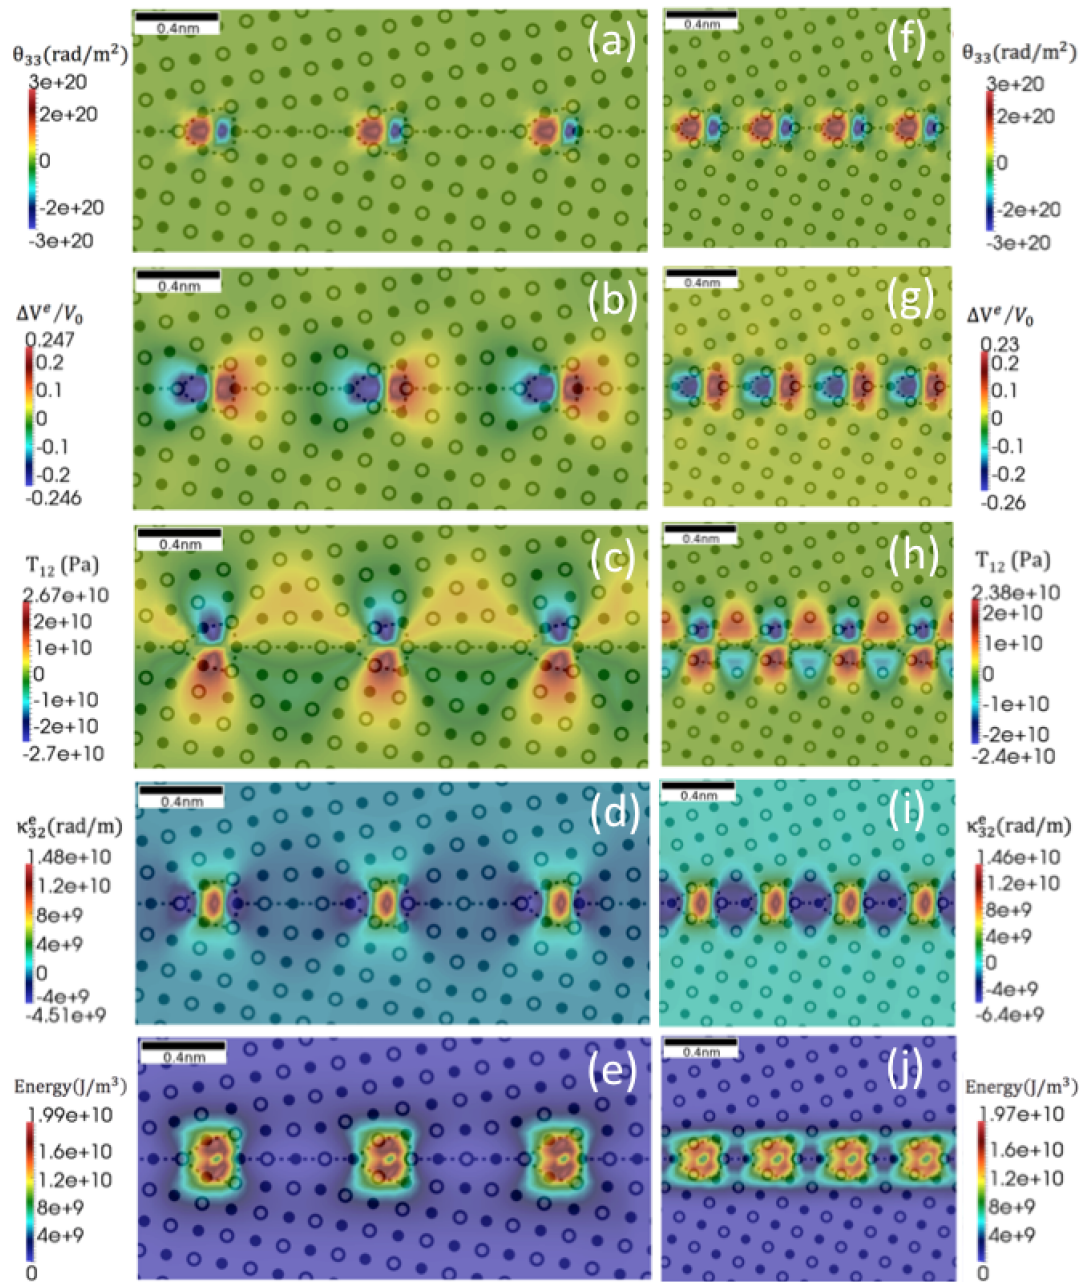 0.4nm
(a)
0.4nm
(f)
θ₃₃(rad/m²)
3e+20
2e+20
0
-2e+20
-3e+20
θ₃₃(rad/m²)
3e+20
2e+20
0
-2e+20
-3e+20
0.4nm
(b)
0.4nm
(g)
ΔVᵉ/V₀
0.247
0.2
0.1
0
-0.1
-0.2
-0.246
ΔVᵉ/V₀
0.23
0.2
0.1
0
-0.1
-0.2
-0.26
0.4nm
(c)
0.4nm
(h)
T₁₂ (Pa)
2.67e+10
2e+10
1e+10
0
-1e+10
-2e+10
-2.7e+10
T₁₂ (Pa)
2.38e+10
2e+10
1e+10
0
-1e+10
-2e+10
-2.4e+10
0.4nm
(d)
0.4nm
(i)
κᵉ₃₂(rad/m)
1.48e+10
1.2e+10
8e+9
4e+9
0
-4e+9
-4.51e+9
κᵉ₃₂(rad/m)
1.46e+10
1.2e+10
8e+9
4e+9
0
-4e+9
-6.4e+9
0.4nm
(e)
0.4nm
(j)
Energy(J/m³)
1.99e+10
1.6e+10
1.2e+10
8e+9
4e+9
0
Energy(J/m³)
1.97e+10
1.6e+10
1.2e+10
8e+9
4e+9
0